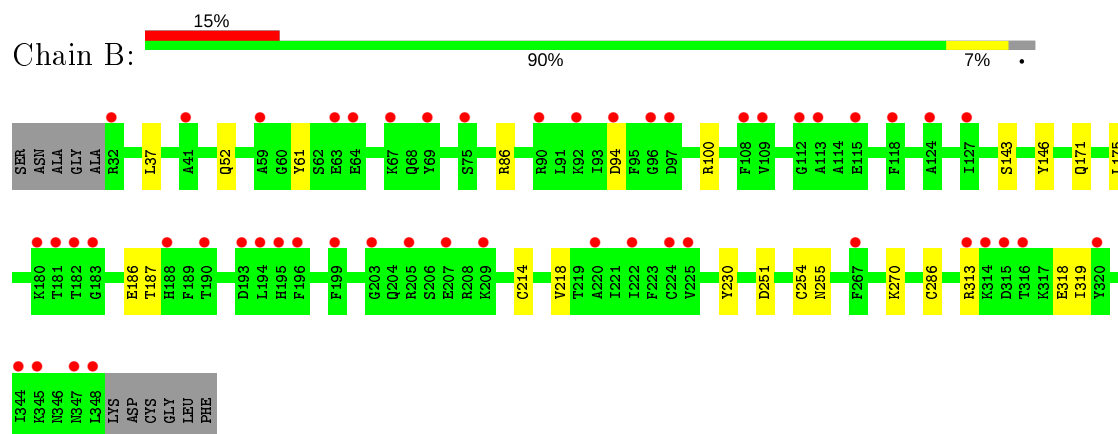 15%
Chain B:
90% 7% •
SER ASN ALA GLY ALA R32 L37 A41 Q52 A59 G60 Y61 S62 E63 E64 K67 Q68 Y69 S75 R86 R90 L91 K92 I93 D94 F95 G96 D97 R100 F108 V109 G112 A113 A114 E115 F118 A124 I127 S143 Y146 Q171 L175
K180 T181 T182 G183 E186 T187 H188 F189 T190 D193 L194 H195 F196 F199 G203 Q204 R205 S206 E207 R208 K209 C214 V218 T219 A220 I221 I222 F223 C224 V225 Y230 D251 C254 N255 F267 K270 C286 R313 K314 D315 T316 K317 E318 I319 Y320
I344 K345 N346 N347 L348 LYS ASP CYS GLY LEU PHE